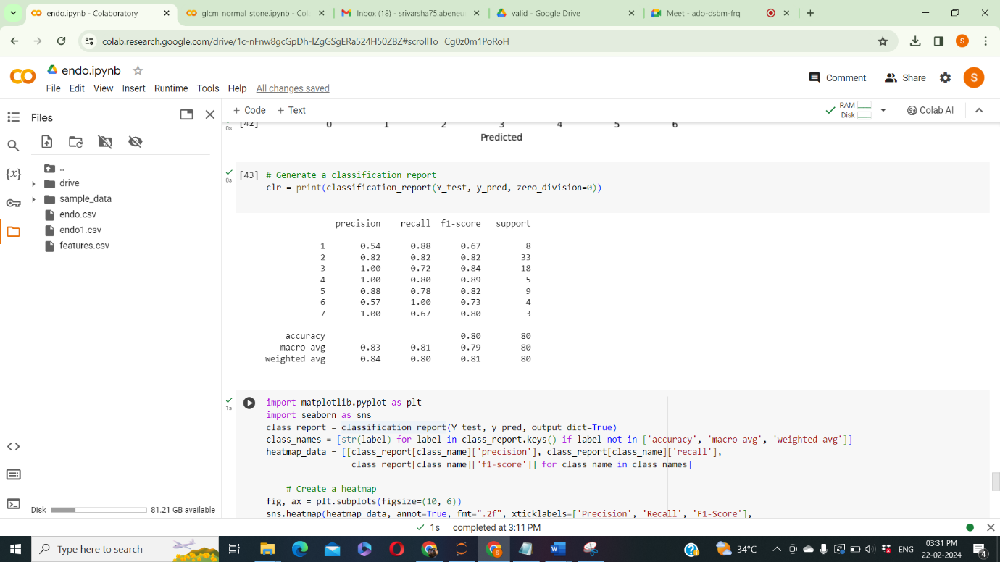 endo.ipynb - Colaboratory
glcm_normal_stone.ipynb - Col
Inbox (18) - srivarsha75.abeneu
valid - Google Drive
Meet - ado-dsbm-frq
colab.research.google.com/drive/1c-nFnw8gcGpDh-IZgGSgERa524H50ZBZ#scrollTo=Cg0z0m1PoRoH
S
CO endo.ipynb
Comment Share S
File Edit View Insert Runtime Tools Help All changes saved
Files
+ Code + Text
RAM
Disk
Colab AI
0s [42] 0 1 2 3 4 5 6
Predicted
..
drive
sample_data
endo.csv
endo1.csv
features.csv
{x}
0s [43] # Generate a classification report
clr = print(classification_report(Y_test, y_pred, zero_division=0))
precision recall f1-score support
1 0.54 0.88 0.67 8
2 0.82 0.82 0.82 33
3 1.00 0.72 0.84 18
4 1.00 0.80 0.89 5
5 0.88 0.78 0.82 9
6 0.57 1.00 0.73 4
7 1.00 0.67 0.80 3
accuracy 0.80 80
macro avg 0.83 0.81 0.79 80
weighted avg 0.84 0.80 0.81 80
1s
import matplotlib.pyplot as plt
import seaborn as sns
class_report = classification_report(Y_test, y_pred, output_dict=True)
class_names = [str(label) for label in class_report.keys() if label not in ['accuracy', 'macro avg', 'weighted avg']]
heatmap_data = [[class_report[class_name]['precision'], class_report[class_name]['recall'],
class_report[class_name]['f1-score']] for class_name in class_names]
# Create a heatmap
fig, ax = plt.subplots(figsize=(10, 6))
sns.heatmap(heatmap_data, annot=True, fmt=".2f", xticklabels=['Precision', 'Recall', 'F1-Score'],
Disk 81.21 GB available
1s completed at 3:11 PM
Type here to search
34°C
ENG
03:31 PM
22-02-2024
4